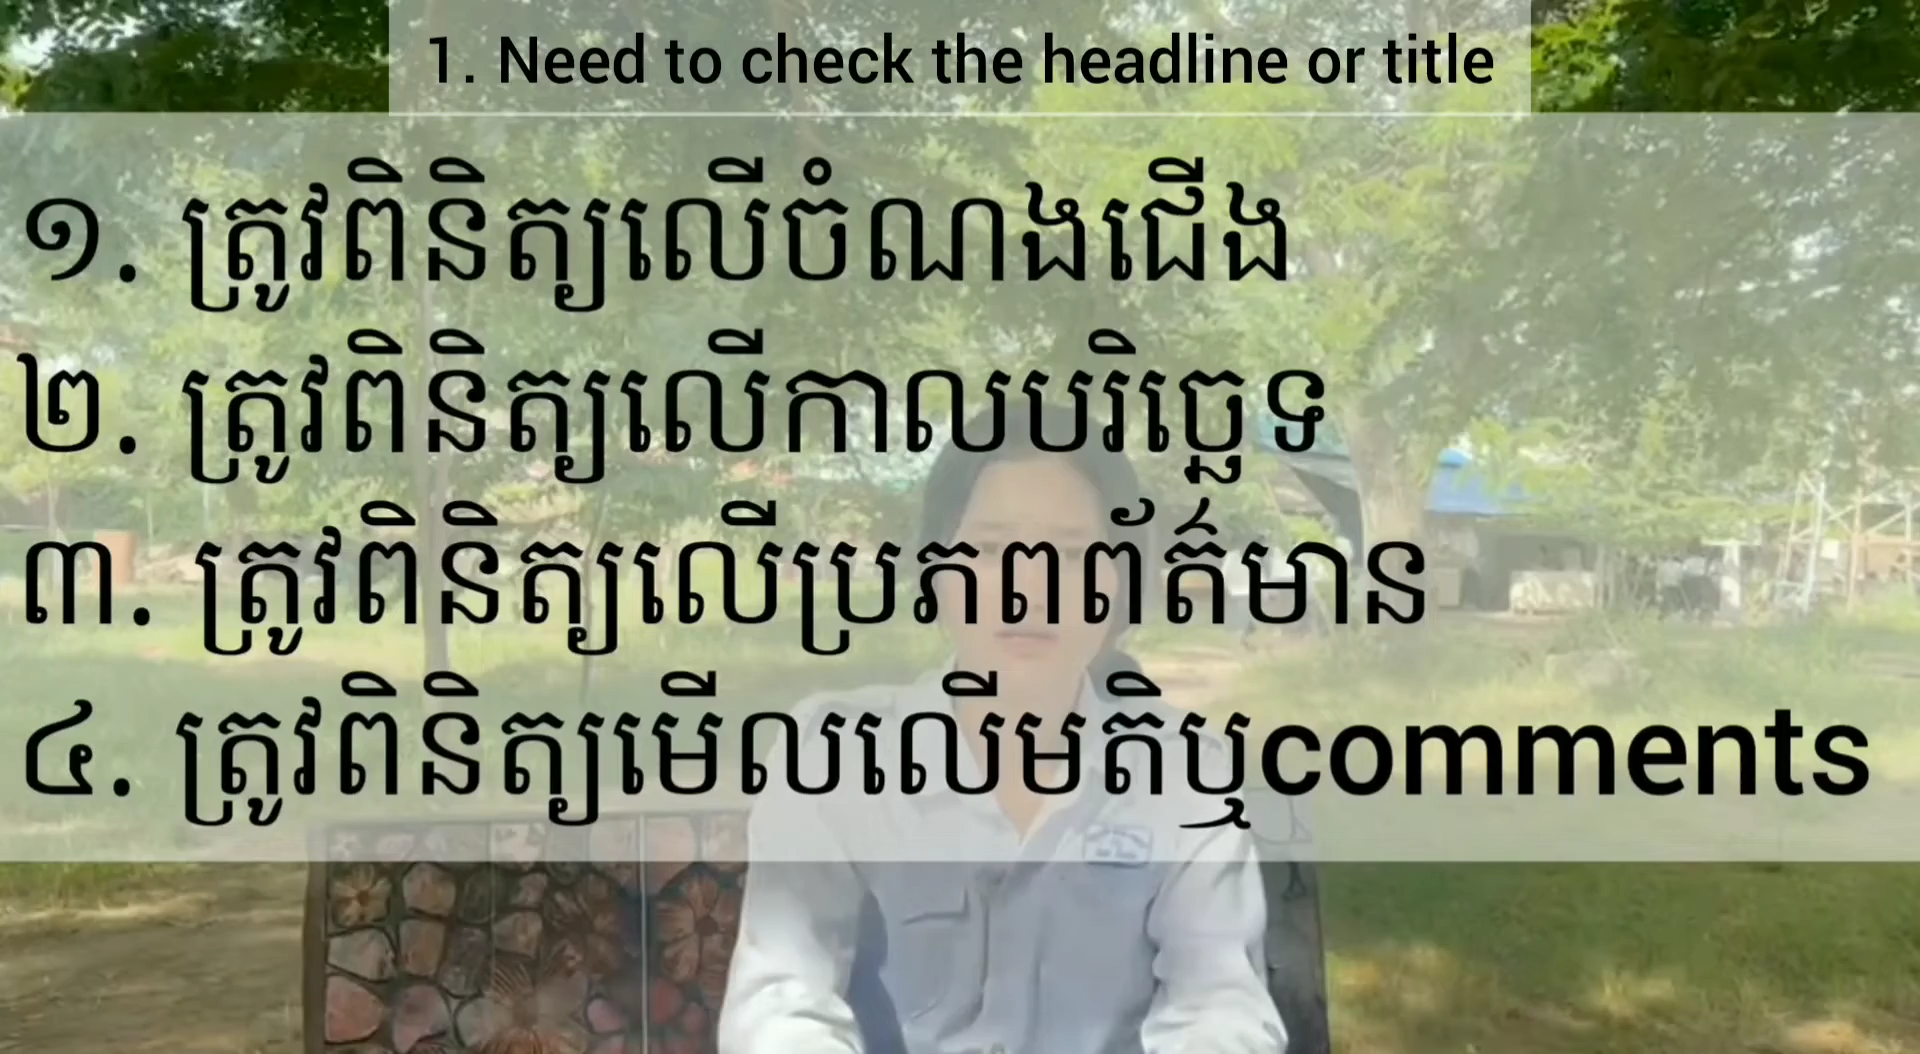 1. Need to check the headline or title
១. ត្រូវពិនិត្យលើចំណងជើង
២. ត្រូវពិនិត្យលើកាលបរិច្ឆេទ
៣. ត្រូវពិនិត្យលើប្រភពព័ត៌មាន
៤. ត្រូវពិនិត្យមើលលើមតិឬcomments